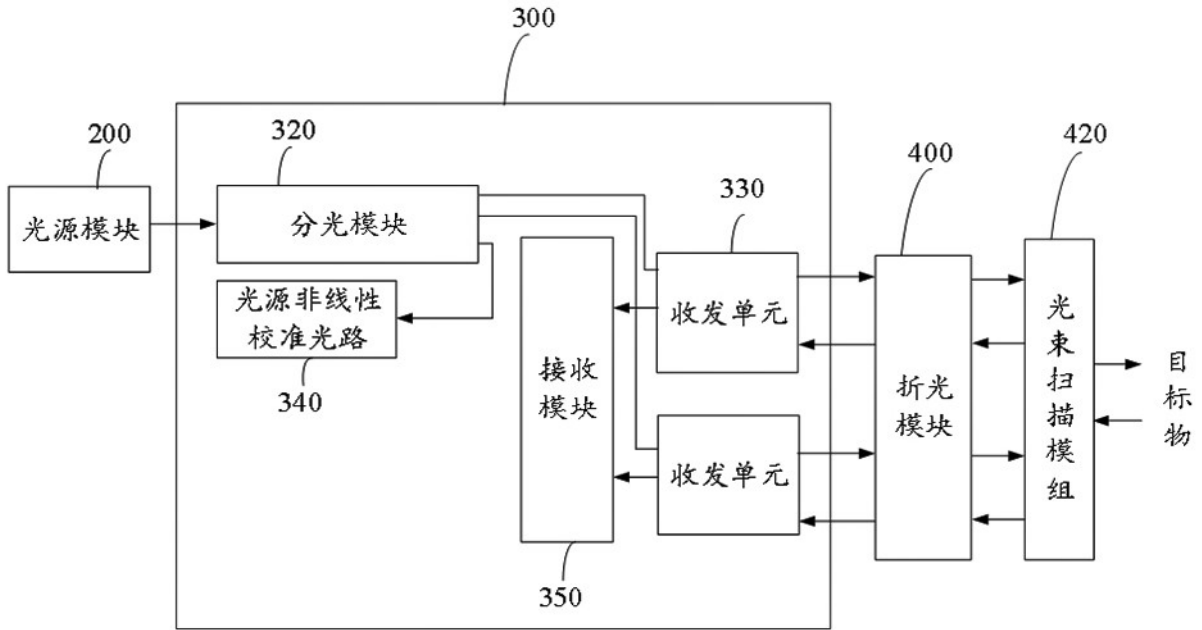 300
200
320
光源模块
分光模块
330
400
420
光源非线性
校准光路
340
接收
模块
350
收发单元
收发单元
折光
模块
光束扫描模组
目标物